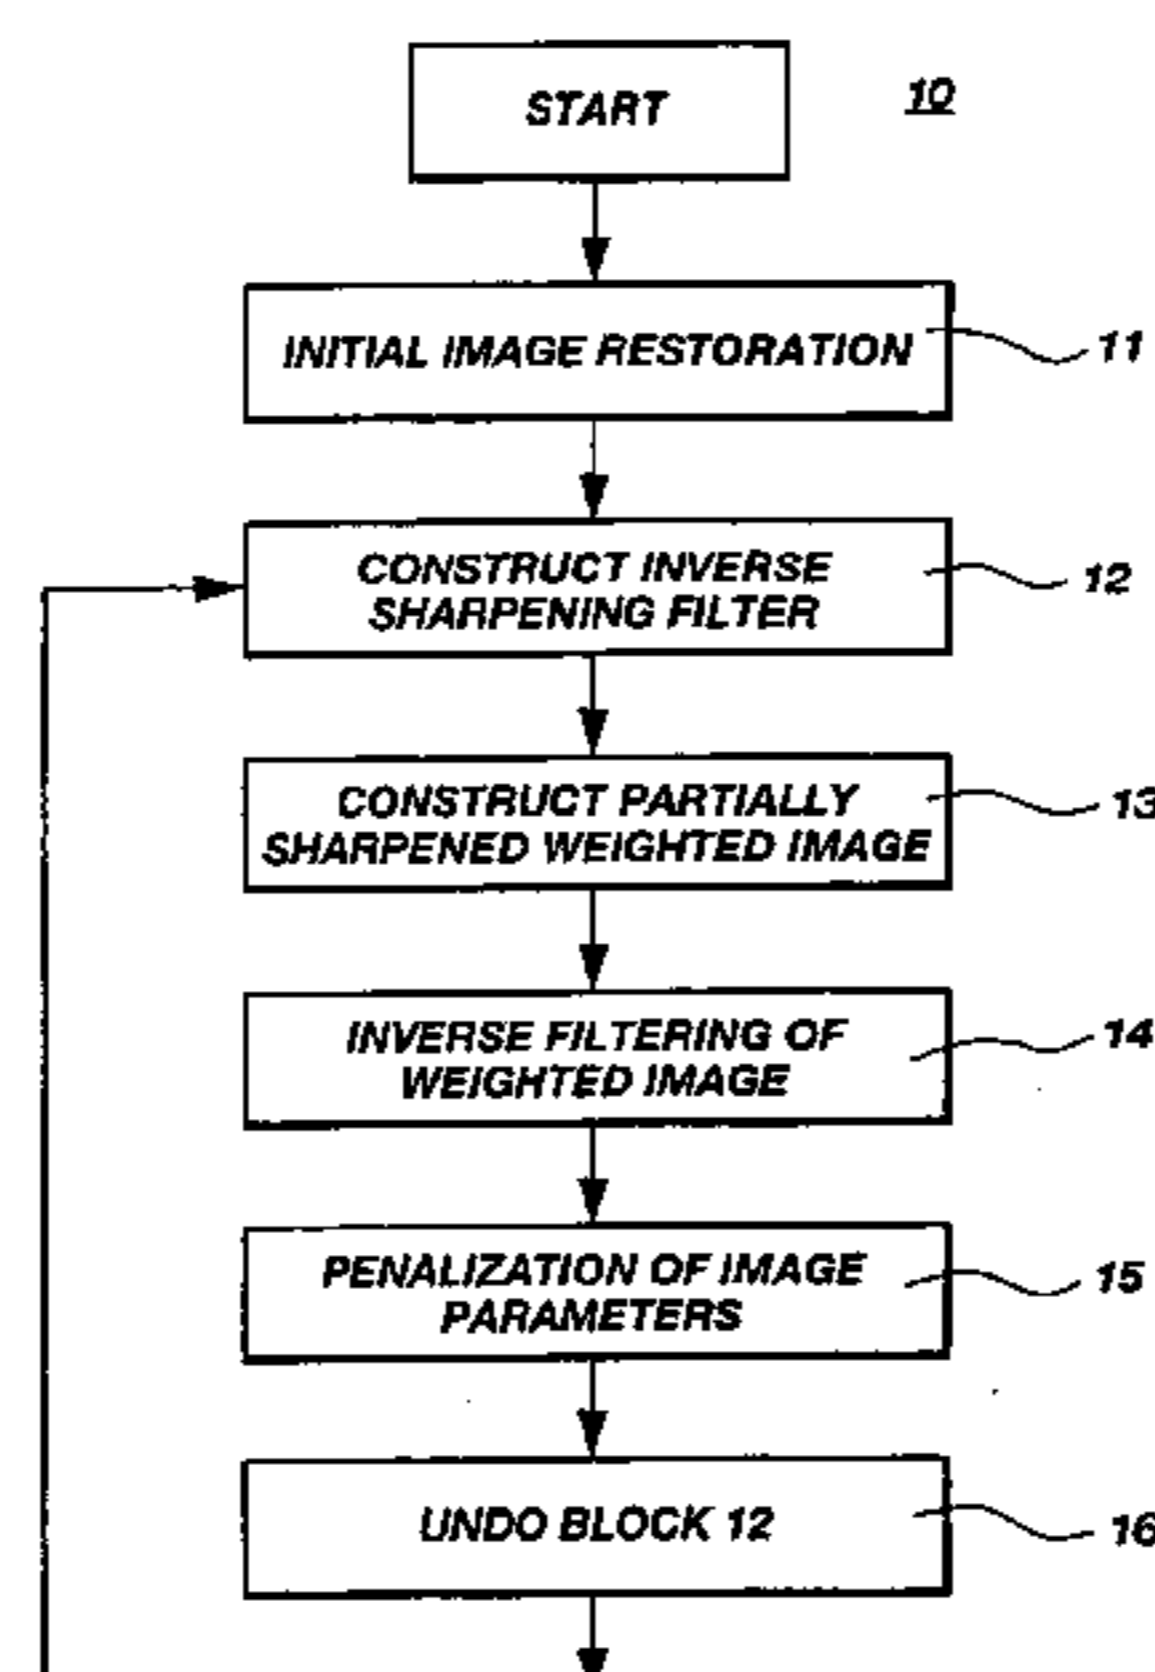 START
10
INITIAL IMAGE RESTORATION
11
CONSTRUCT INVERSE
SHARPENING FILTER
12
CONSTRUCT PARTIALLY
SHARPENED WEIGHTED IMAGE
13
INVERSE FILTERING OF
WEIGHTED IMAGE
14
PENALIZATION OF IMAGE
PARAMETERS
15
UNDO BLOCK 12
16